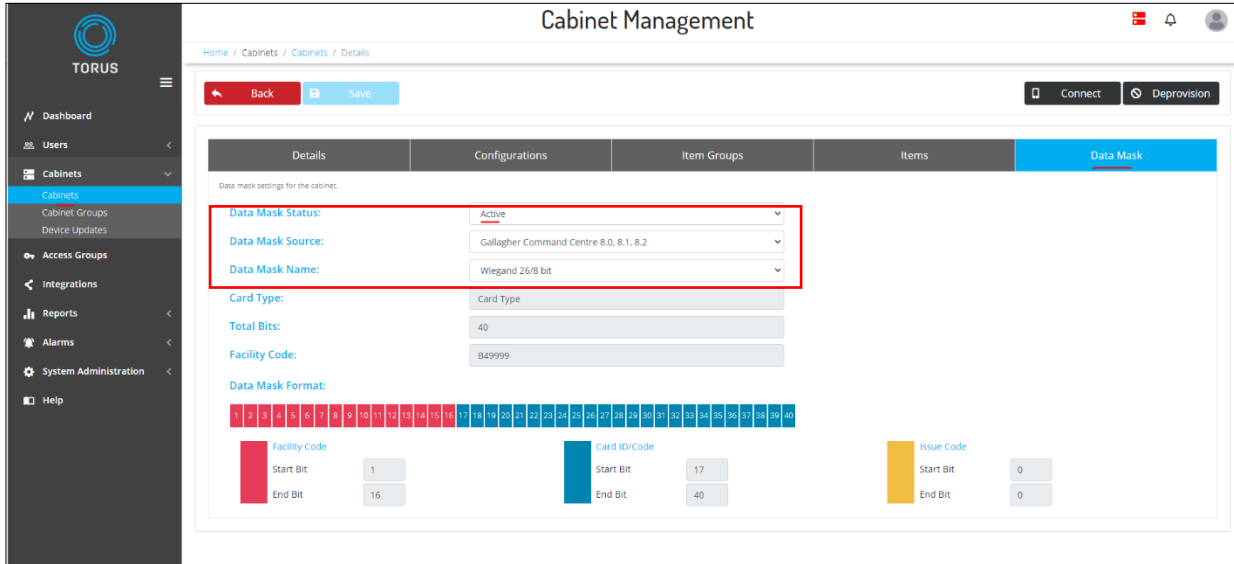 Cabinet Management
TORUS
Home / Cabinets / Cabinets / Details
Back Save Connect Deprovision
Dashboard
Users
Cabinets
Cabinets
Cabinet Groups
Device Updates
Access Groups
Integrations
Reports
Alarms
System Administration
Help
Details Configurations Item Groups Items Data Mask
Data mask settings for the cabinet.
Data Mask Status: Active
Data Mask Source: Gallagher Command Centre 8.0, 8.1, 8.2
Data Mask Name: Wiegand 26/8 bit
Card Type: Card Type
Total Bits: 40
Facility Code: B49999
Data Mask Format:
1 2 3 4 5 6 7 8 9 10 11 12 13 14 15 16 17 18 19 20 21 22 23 24 25 26 27 28 29 30 31 32 33 34 35 36 37 38 39 40
Facility Code Card ID/Code Issue Code
Start Bit 1 Start Bit 17 Start Bit 0
End Bit 16 End Bit 40 End Bit 0